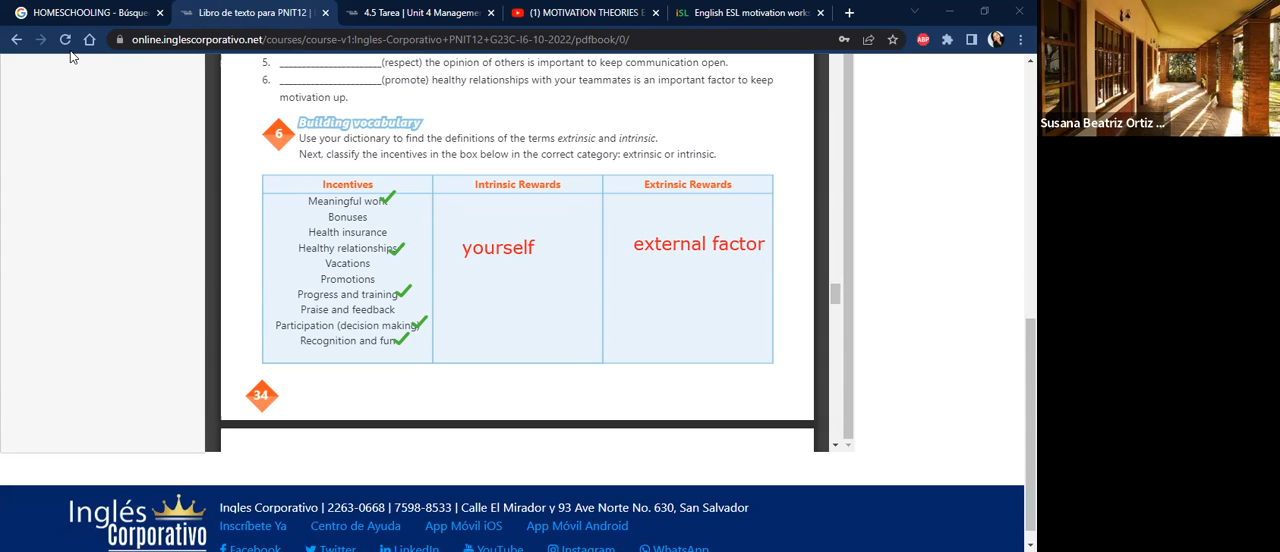 HOMESCHOOLING - Búsque
Libro de texto para PNIT12 |
4.5 Tarea | Unit 4 Manageme
(1) MOTIVATION THEORIES E
iSL English ESL motivation works
online.inglescorporativo.net/courses/course-v1:Ingles-Corporativo+PNIT12+G23C-I6-10-2022/pdfbook/0/
ABP
5. ______________________(respect) the opinion of others is important to keep communication open.
6. ______________________(promote) healthy relationships with your teammates is an important factor to keep
motivation up.
6
Building vocabulary
Use your dictionary to find the definitions of the terms extrinsic and intrinsic.
Next, classify the incentives in the box below in the correct category: extrinsic or intrinsic.
Incentives Intrinsic Rewards Extrinsic Rewards
Meaningful work
Bonuses
Health insurance
Healthy relationships
Vacations
Promotions
Progress and training
Praise and feedback
Participation (decision making)
Recognition and fun
yourself
external factor
34
Susana Beatriz Ortiz ...
Inglés
Corporativo
Ingles Corporativo | 2263-0668 | 7598-8533 | Calle El Mirador y 93 Ave Norte No. 630, San Salvador
Inscríbete Ya Centro de Ayuda App Móvil iOS App Móvil Android
Facebook Twitter LinkedIn YouTube Instagram WhatsApp